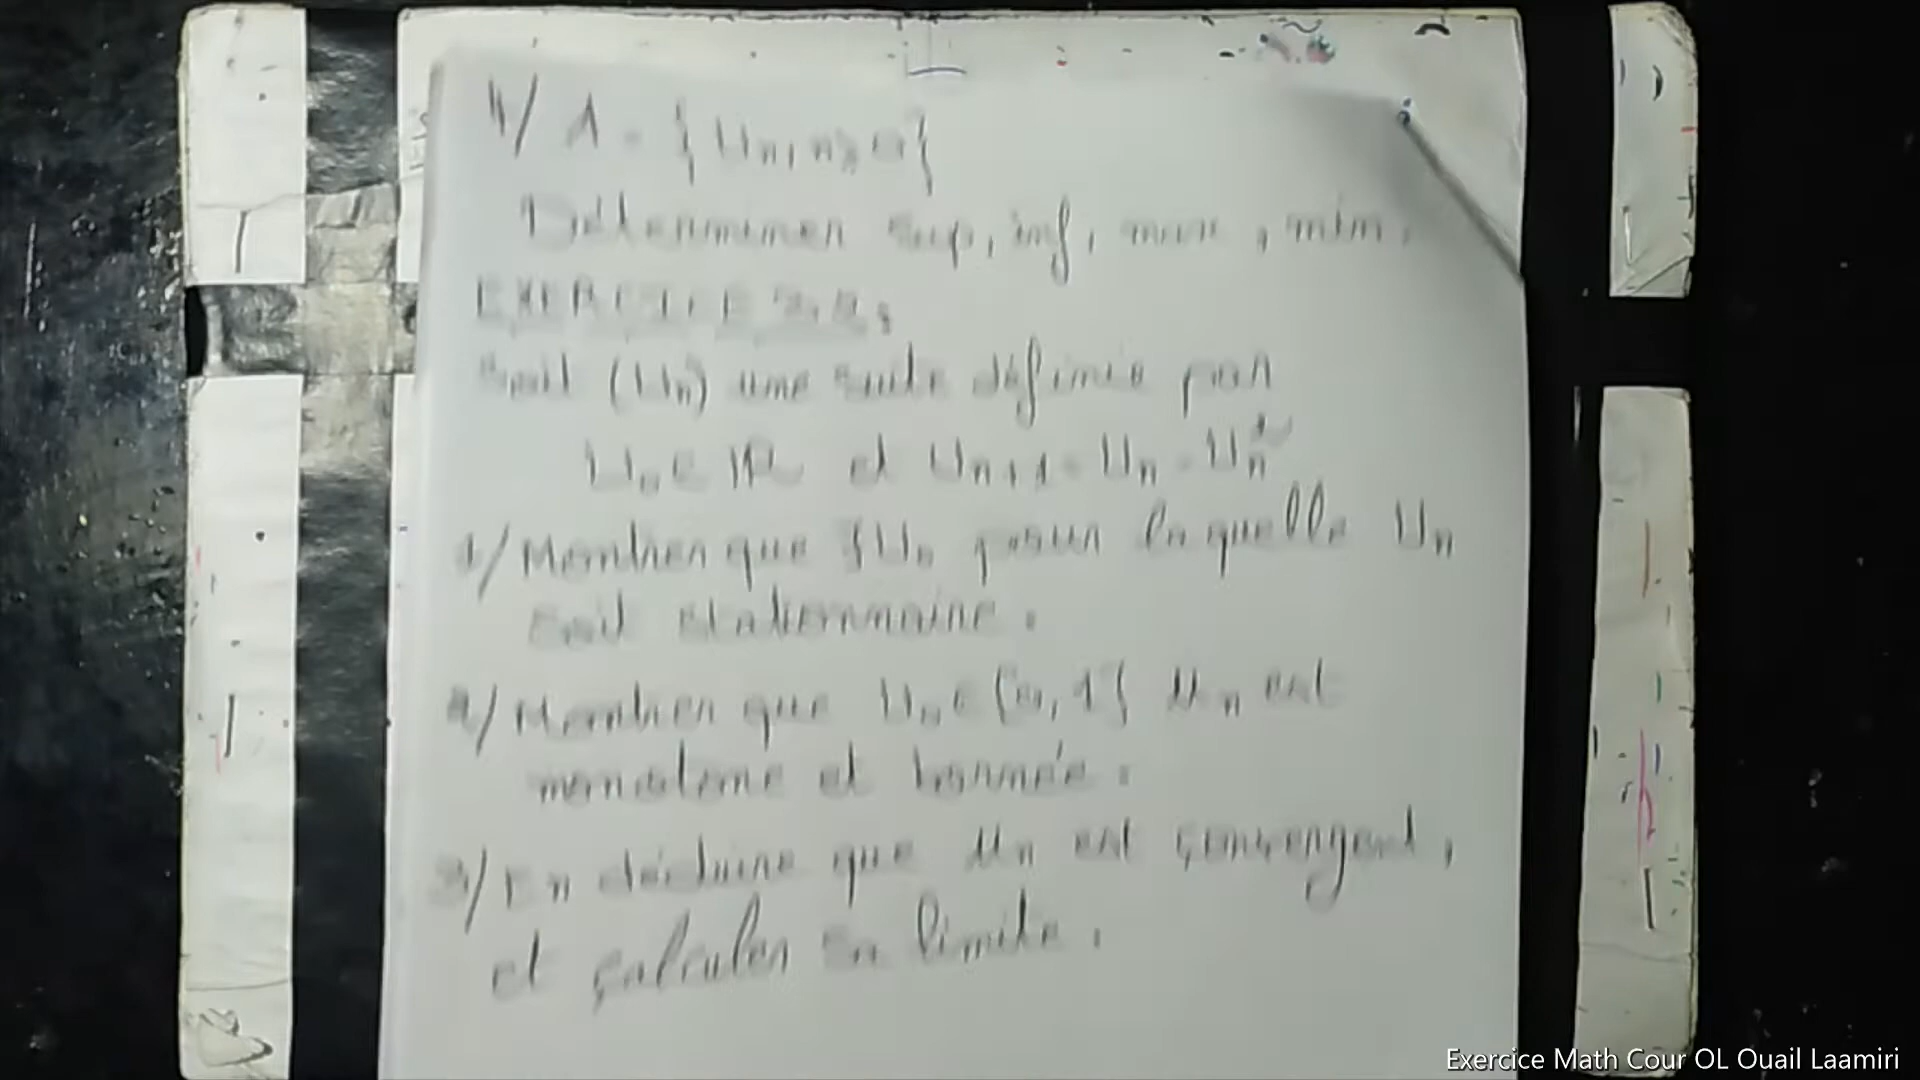 4/ A = { Un, n≥0}
Déterminer sup, inf, max, min.
EXERCICE
Soit (Un) une suite définie par
U₀ ∈ IR et Un+1 = Un - Un²
1/ Montrer que ∃U₀ pour laquelle Un
soit stationnaire.
2/ Montrer que U₀ ∈ [0, 1] Un est
monotone et bornée.
3/ En déduire que Un est convergent,
et calculer sa limite.
Exercice Math Cour OL Ouail Laamiri